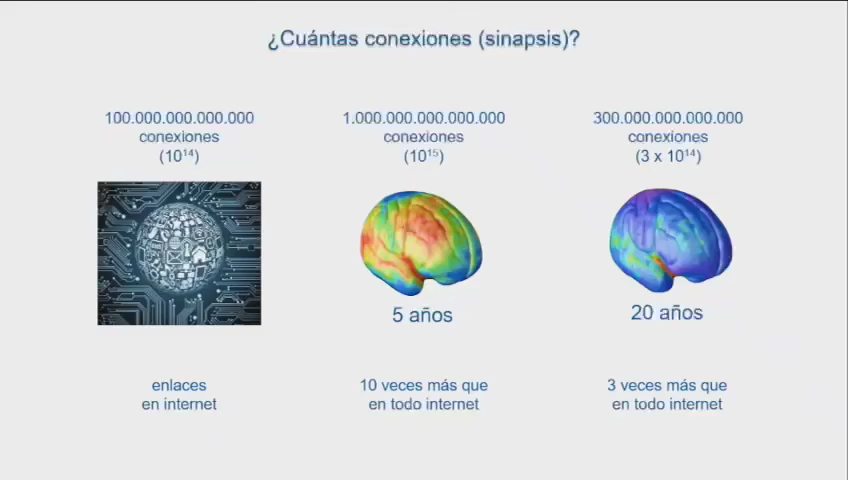 ¿Cuántas conexiones (sinapsis)?
100.000.000.000.000
conexiones
(10¹⁴)
enlaces
en internet
1.000.000.000.000.000
conexiones
(10¹⁵)
5 años
10 veces más que
en todo internet
300.000.000.000.000
conexiones
(3 x 10¹⁴)
20 años
3 veces más que
en todo internet